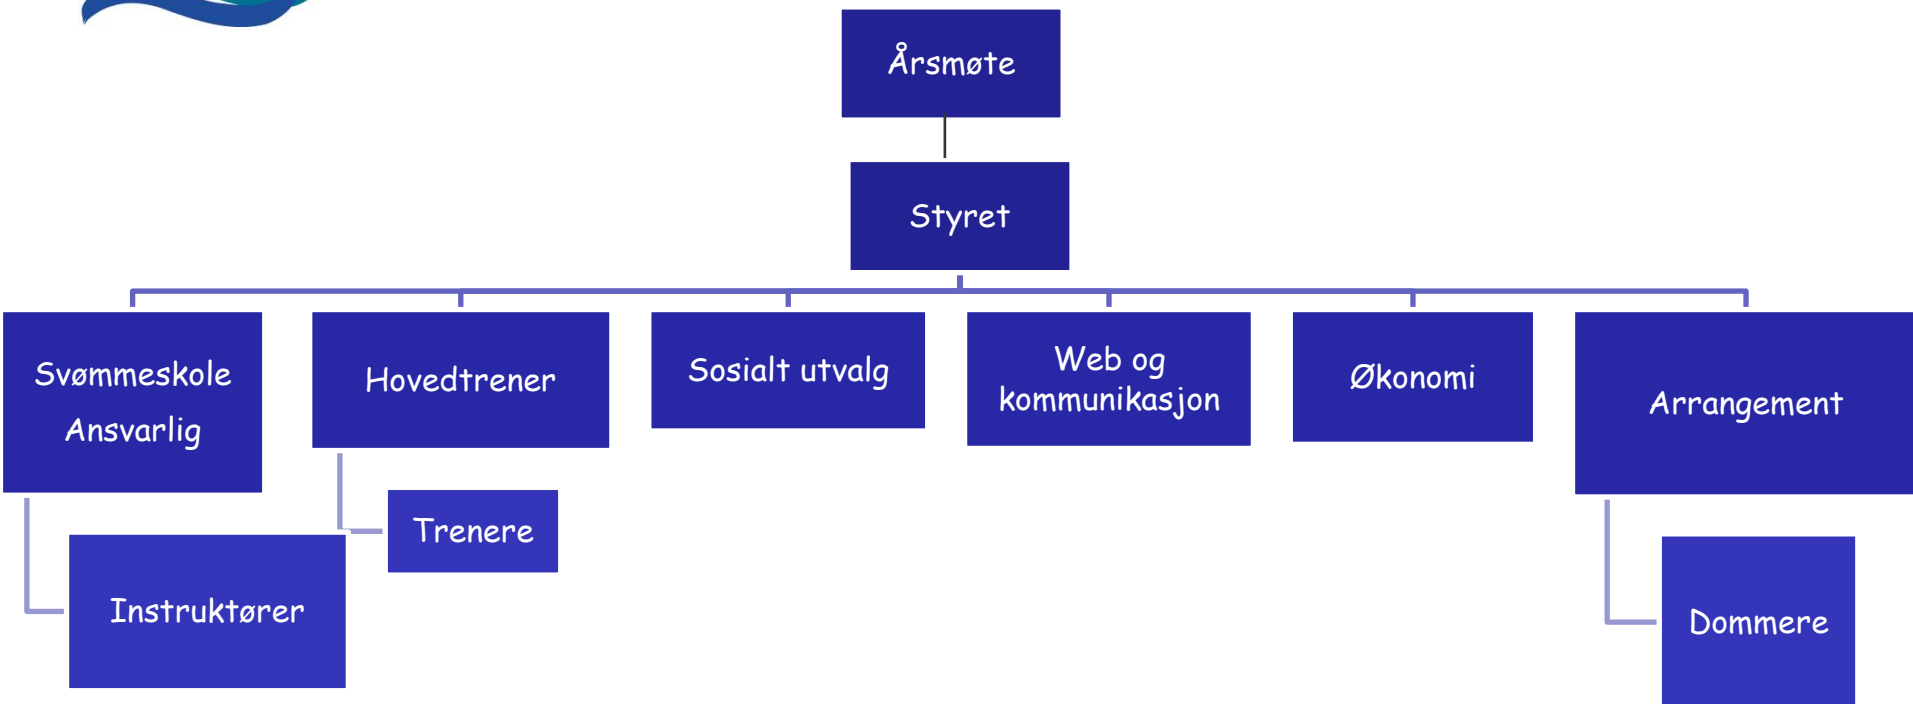 Årsmøte
Styret
Svømmeskole
Ansvarlig
Hovedtrener
Sosialt utvalg
Web og
kommunikasjon
Økonomi
Arrangement
Trenere
Instruktører
Dommere